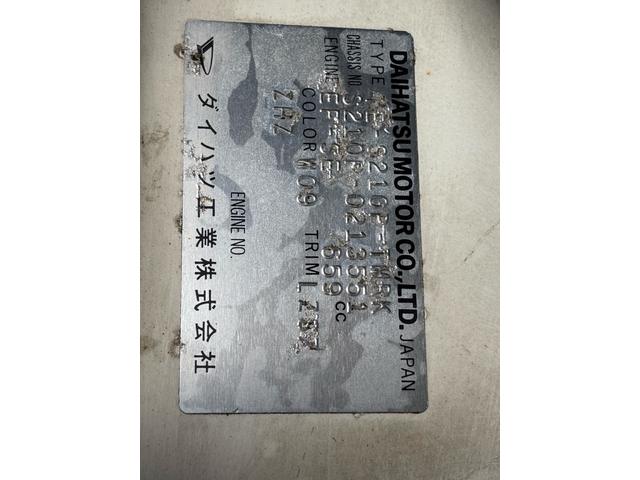 DAIHATSU MOTOR CO., LTD. JAPAN
TYPE
CHASSIS NO. S210P-0213551
ENGINE EF-SE 659 CC
COLOR W09 TRIM
ENGINE NO.
ダイハツ工業株式会社